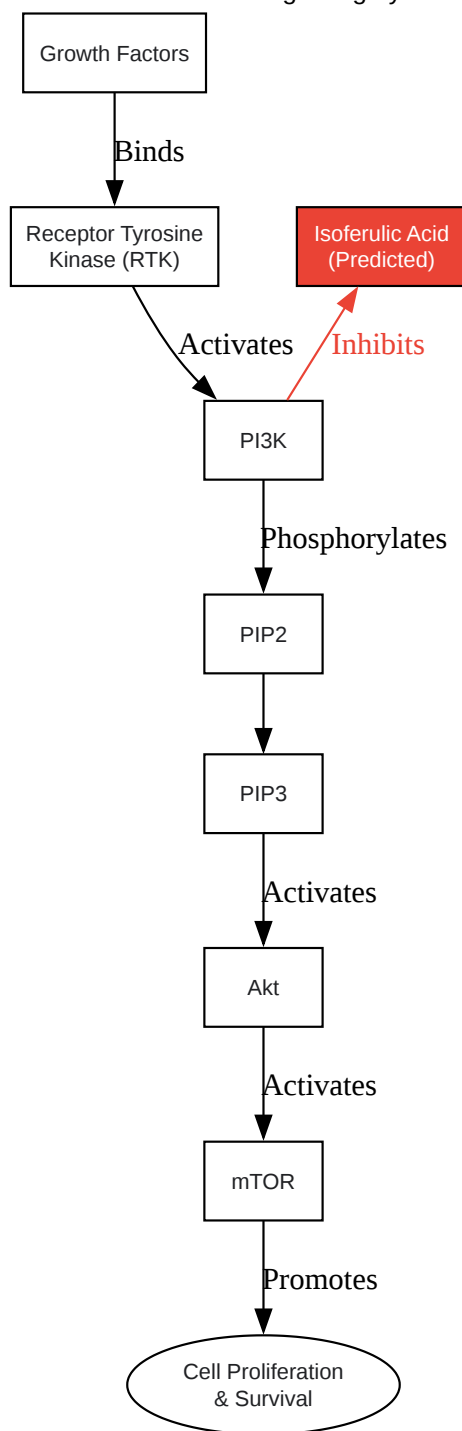 Growth Factors
Binds
Receptor Tyrosine
Kinase (RTK)
Isoferulic Acid
(Predicted)
Activates
Inhibits
PI3K
Phosphorylates
PIP2
PIP3
Activates
Akt
Activates
mTOR
Promotes
Cell Proliferation
& Survival